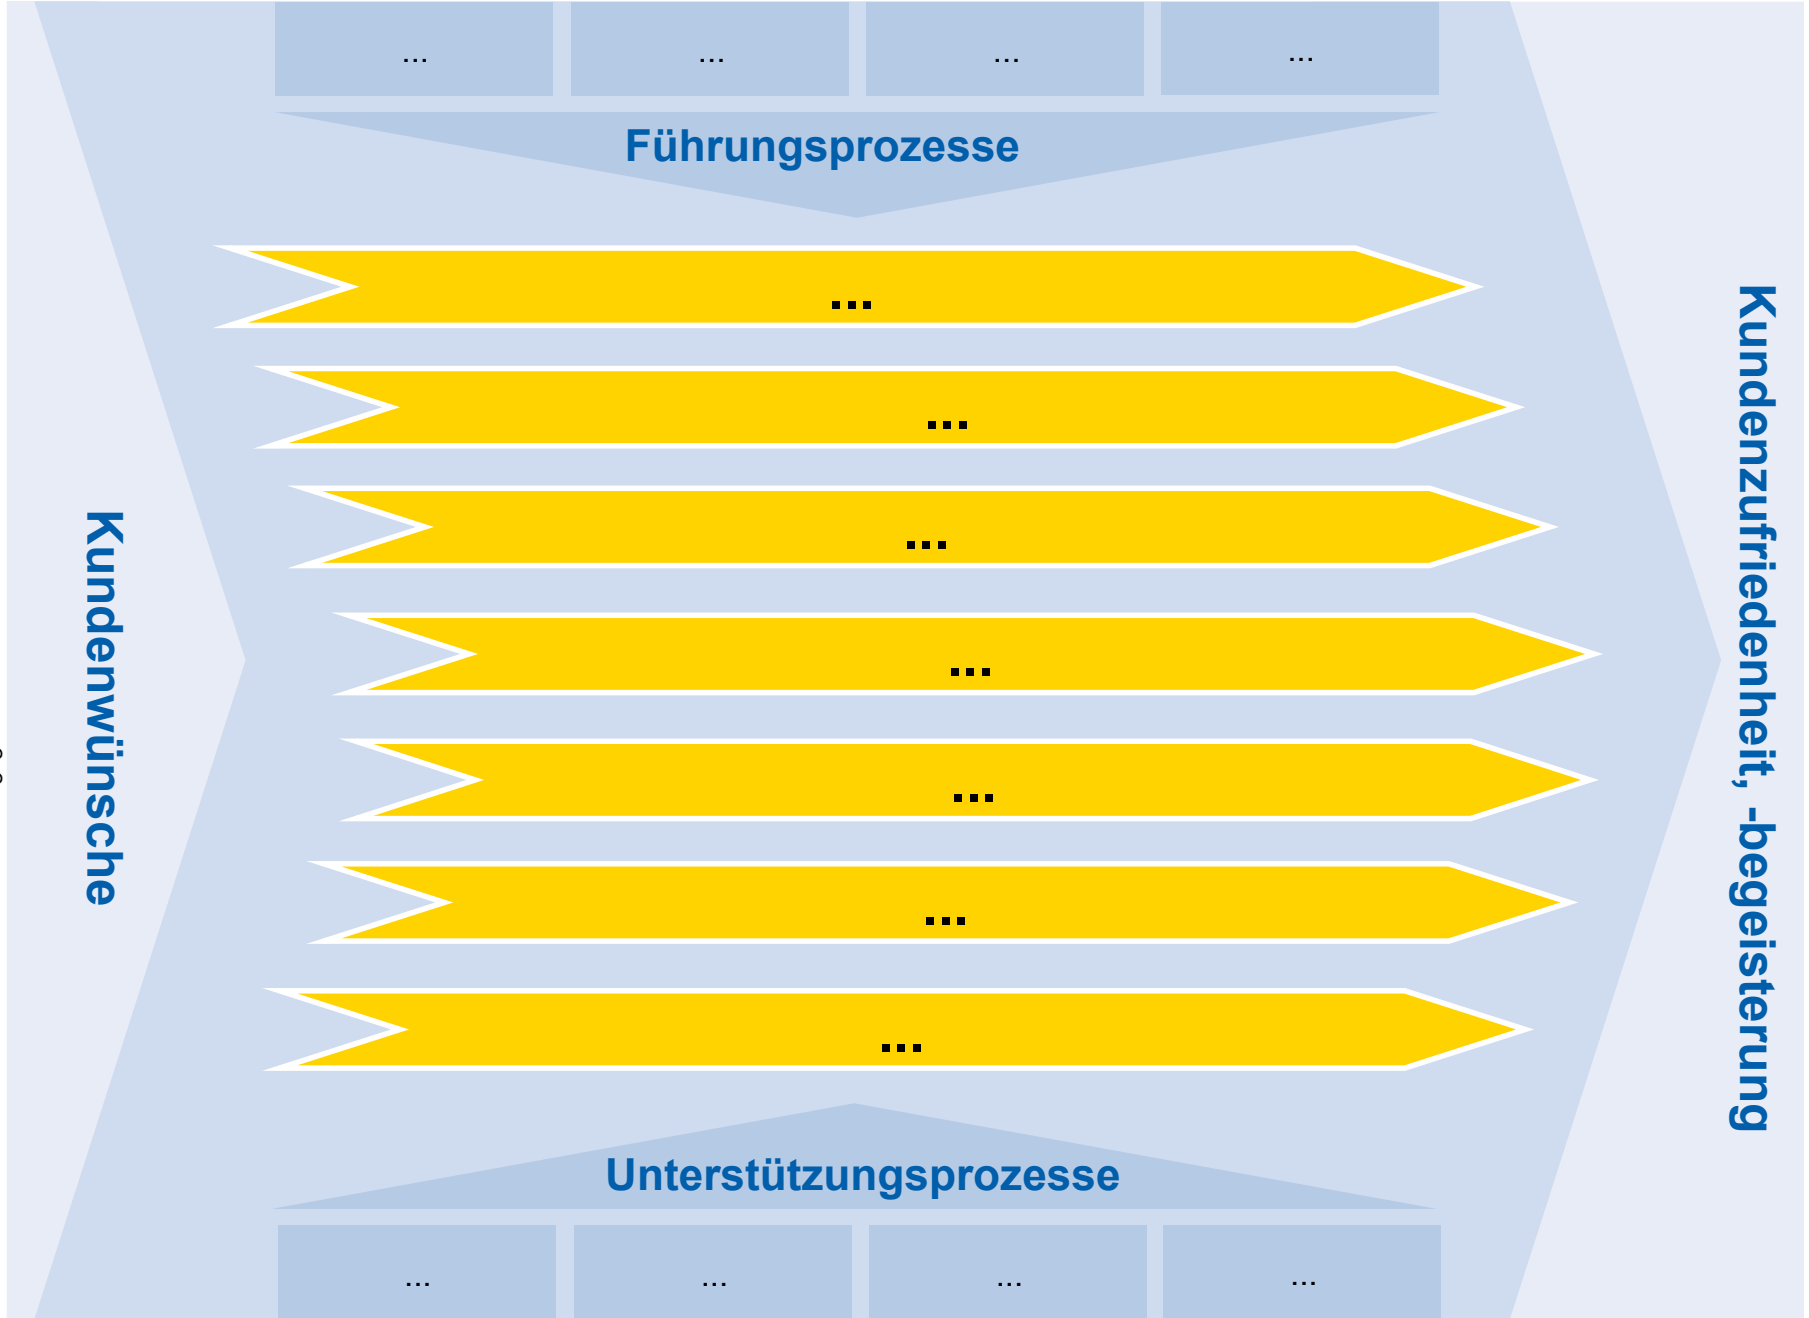 ... ... ... ...
Führungsprozesse
...
...
...
...
...
...
...
Kundenwünsche
Kundenzufriedenheit, -begeisterung
Unterstützungsprozesse
... ... ... ...